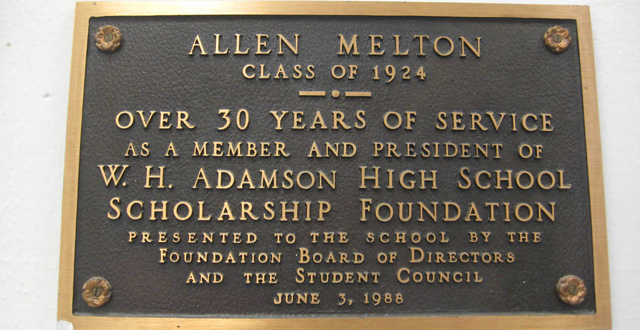 ALLEN MELTON
CLASS OF 1924
OVER 30 YEARS OF SERVICE
AS A MEMBER AND PRESIDENT OF
W. H. ADAMSON HIGH SCHOOL
SCHOLARSHIP FOUNDATION
PRESENTED TO THE SCHOOL BY THE
FOUNDATION BOARD OF DIRECTORS
AND THE STUDENT COUNCIL
JUNE 3, 1988